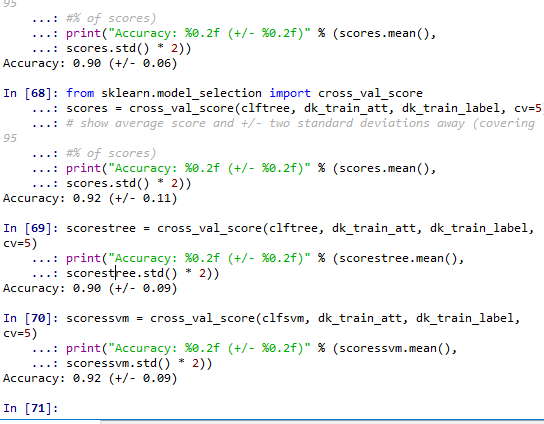 95
...: #% of scores)
...: print("Accuracy: %0.2f (+/- %0.2f)" % (scores.mean(),
...: scores.std() * 2))
Accuracy: 0.90 (+/- 0.06)
In [68]: from sklearn.model_selection import cross_val_score
...: scores = cross_val_score(clftree, dk_train_att, dk_train_label, cv=5
...: # show average score and +/- two standard deviations away (covering
95
...: #% of scores)
...: print("Accuracy: %0.2f (+/- %0.2f)" % (scores.mean(),
...: scores.std() * 2))
Accuracy: 0.92 (+/- 0.11)
In [69]: scorestree = cross_val_score(clftree, dk_train_att, dk_train_label,
cv=5)
...: print("Accuracy: %0.2f (+/- %0.2f)" % (scorestree.mean(),
...: scorestree.std() * 2))
Accuracy: 0.90 (+/- 0.09)
In [70]: scoressvm = cross_val_score(clfsvm, dk_train_att, dk_train_label,
cv=5)
...: print("Accuracy: %0.2f (+/- %0.2f)" % (scoressvm.mean(),
...: scoressvm.std() * 2))
Accuracy: 0.92 (+/- 0.09)
In [71]: